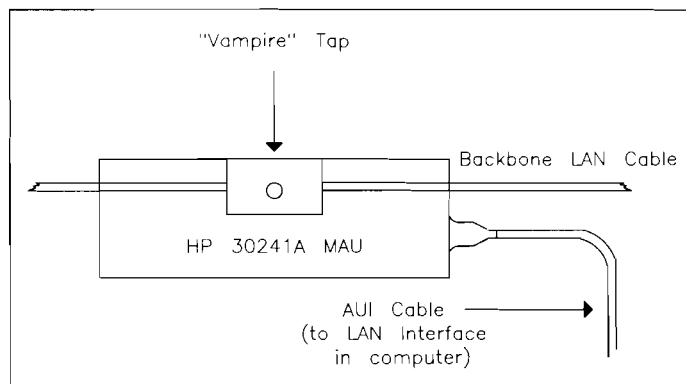 "Vampire" Tap
Backbone LAN Cable
HP 30241A MAU
AUI Cable
(to LAN Interface
in computer)